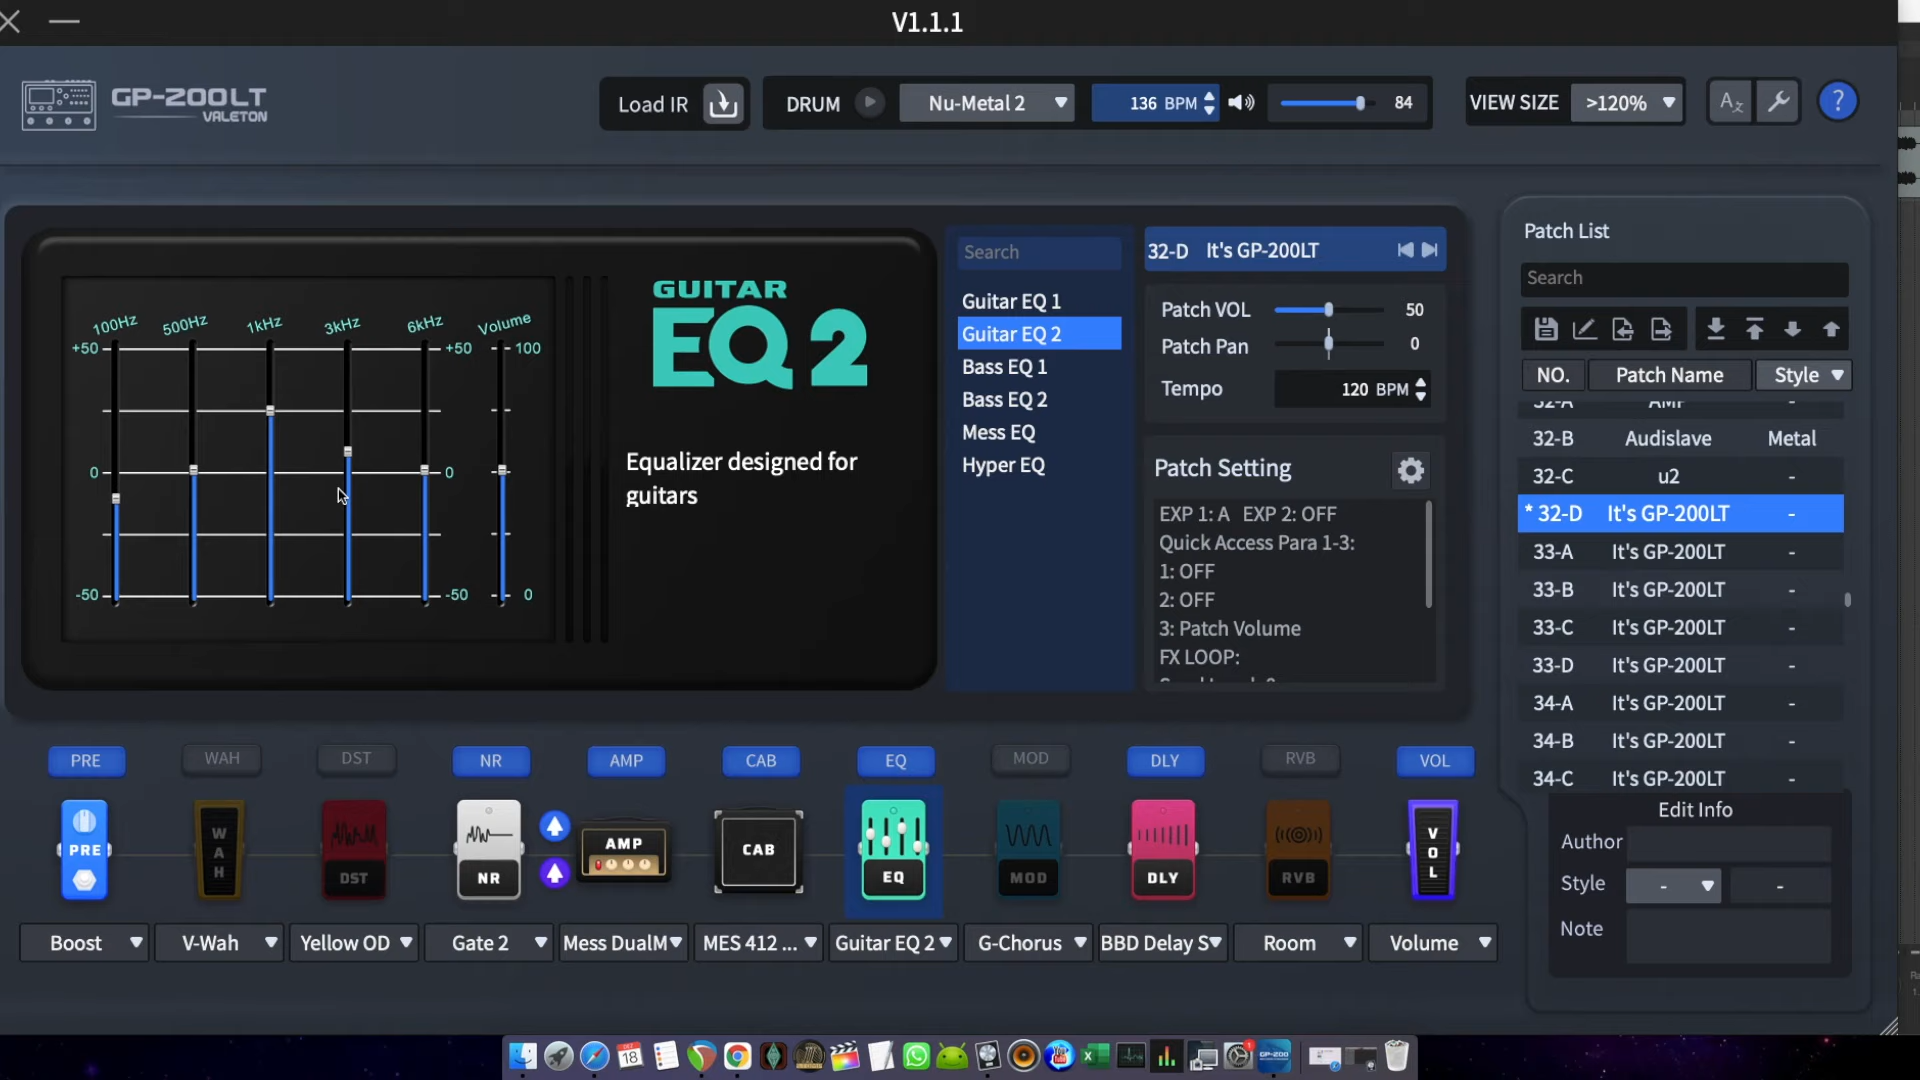 V1.1.1
GP-200LT
VALETON
Load IR
DRUM
Nu-Metal 2
136 BPM
84
VIEW SIZE
>120%
Az
?
100Hz 500Hz 1kHz 3kHz 6kHz Volume
+50 +50 100
0 0
-50 -50 0
GUITAR
EQ 2
Equalizer designed for
guitars
Search
Guitar EQ 1
Guitar EQ 2
Bass EQ 1
Bass EQ 2
Mess EQ
Hyper EQ
32-D It's GP-200LT
Patch VOL 50
Patch Pan 0
Tempo 120 BPM
Patch Setting
EXP 1: A EXP 2: OFF
Quick Access Para 1-3:
1: OFF
2: OFF
3: Patch Volume
FX LOOP:
Patch List
Search
NO. Patch Name Style
32-A AMP -
32-B Audislave Metal
32-C u2 -
* 32-D It's GP-200LT -
33-A It's GP-200LT -
33-B It's GP-200LT -
33-C It's GP-200LT -
33-D It's GP-200LT -
34-A It's GP-200LT -
34-B It's GP-200LT -
34-C It's GP-200LT -
Edit Info
Author
Style - -
Note
PRE WAH DST NR AMP CAB EQ MOD DLY RVB VOL
PRE WAH DST NR AMP CAB EQ MOD DLY RVB VOL
Boost V-Wah Yellow OD Gate 2 Mess DualM MES 412 ... Guitar EQ 2 G-Chorus BBD Delay S Room Volume
18
1
GP-200